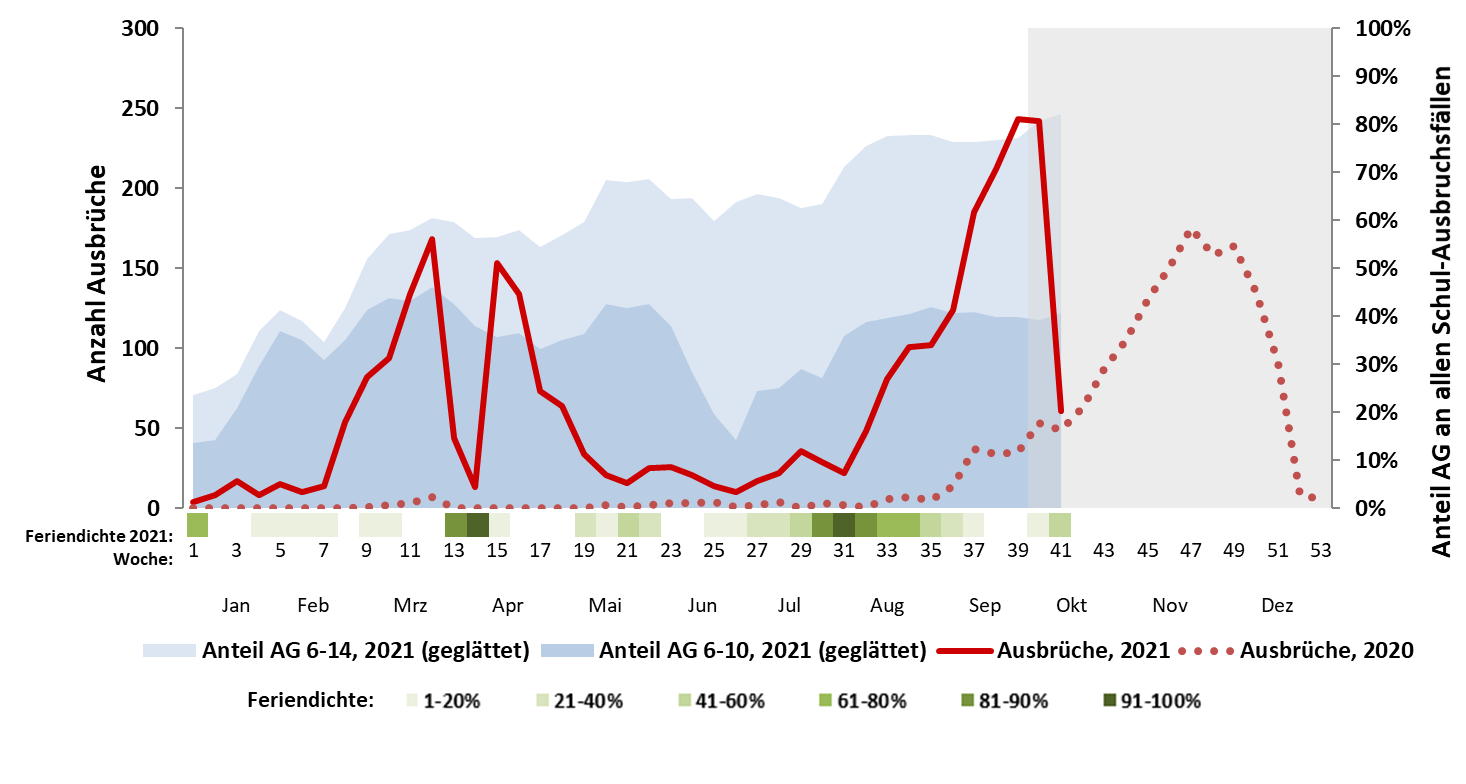 Anzahl Ausbrüche
300
250
200
150
100
50
0
100%
90%
80%
70%
60%
50%
40%
30%
20%
10%
0%
Anteil AG an allen Schul-Ausbruchsfällen
Feriendichte 2021:
Woche: 1 3 5 7 9 11 13 15 17 19 21 23 25 27 29 31 33 35 37 39 41 43 45 47 49 51 53
Jan Feb Mrz Apr Mai Jun Jul Aug Sep Okt Nov Dez
Anteil AG 6-14, 2021 (geglättet) Anteil AG 6-10, 2021 (geglättet) Ausbrüche, 2021 Ausbrüche, 2020
Feriendichte: 1-20% 21-40% 41-60% 61-80% 81-90% 91-100%